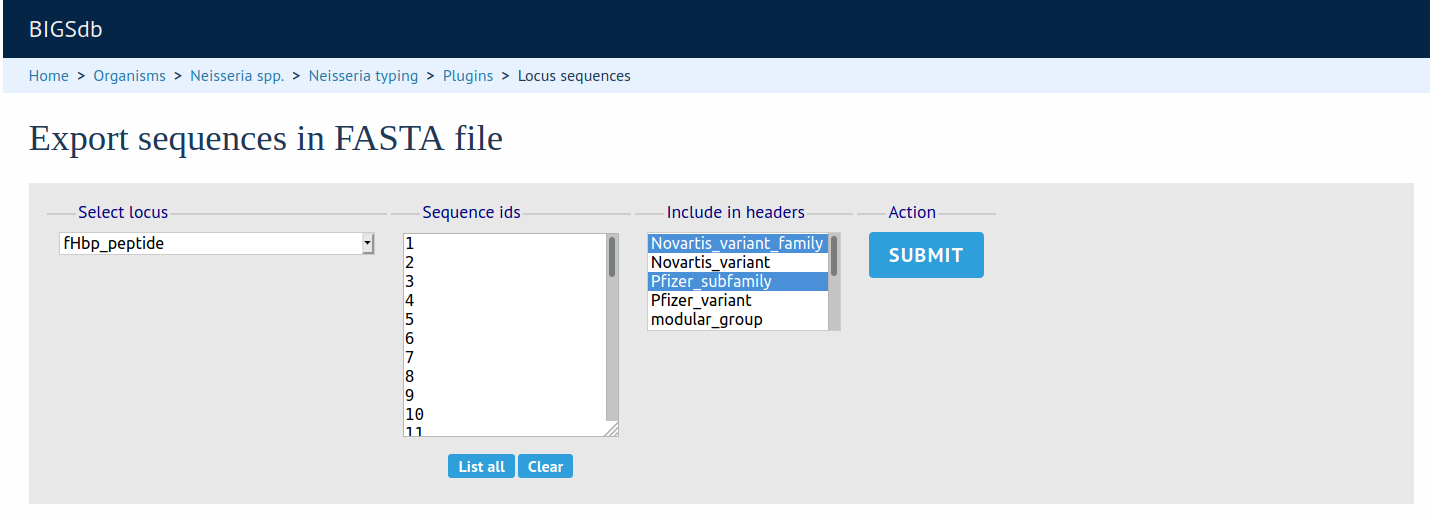 BIGSdb
Home > Organisms > Neisseria spp. > Neisseria typing > Plugins > Locus sequences
Export sequences in FASTA file
Select locus
fHbp_peptide
Sequence ids
1
2
3
4
5
6
7
8
9
10
11
List all Clear
Include in headers
Novartis_variant_family
Novartis_variant
Pfizer_subfamily
Pfizer_variant
modular_group
Action
SUBMIT